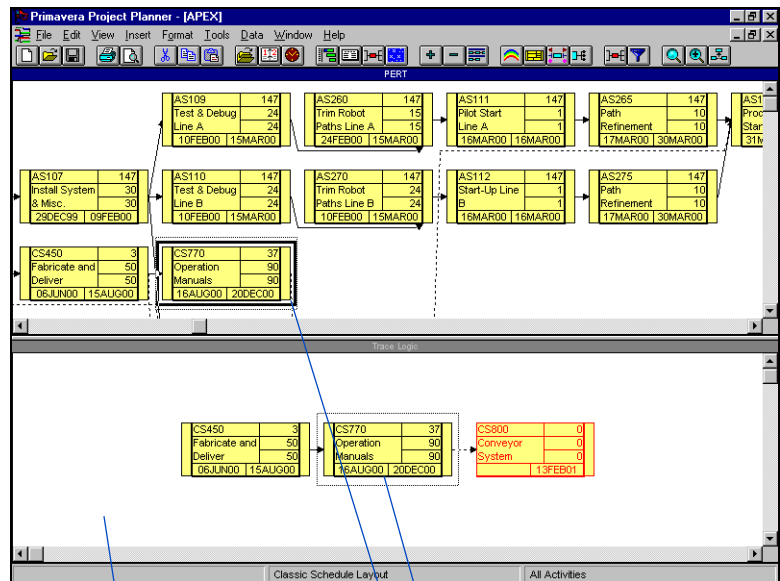 Primavera Project Planner - [APEX]
File Edit View Insert Format Tools Data Window Help
PERT
AS109 147
Test & Debug 24
Line A 24
10FEB00 15MAR00
AS260 147
Trim Robot 15
Paths Line A 15
24FEB00 15MAR00
AS111 147
Pilot Start 1
Line A 1
16MAR00 16MAR00
AS265 147
Path 10
Refinement 10
17MAR00 30MAR00
AS1
Proc
Star
31M
AS107 147
Install System 30
& Misc. 30
29DEC99 09FEB00
AS110 147
Test & Debug 24
Line B 24
10FEB00 15MAR00
AS270 147
Trim Robot 24
Paths Line B 24
10FEB00 15MAR00
AS112 147
Start-Up Line 1
B 1
16MAR00 16MAR00
AS275 147
Path 10
Refinement 10
17MAR00 30MAR00
CS450 3
Fabricate and 50
Deliver 50
06JUN00 15AUG00
CS770 37
Operation 90
Manuals 90
16AUG00 20DEC00
Trace Logic
CS450 3
Fabricate and 50
Deliver 50
06JUN00 15AUG00
CS770 37
Operation 90
Manuals 90
16AUG00 20DEC00
CS800 0
Conveyor 0
System 0
13FEB01
Classic Schedule Layout All Activities